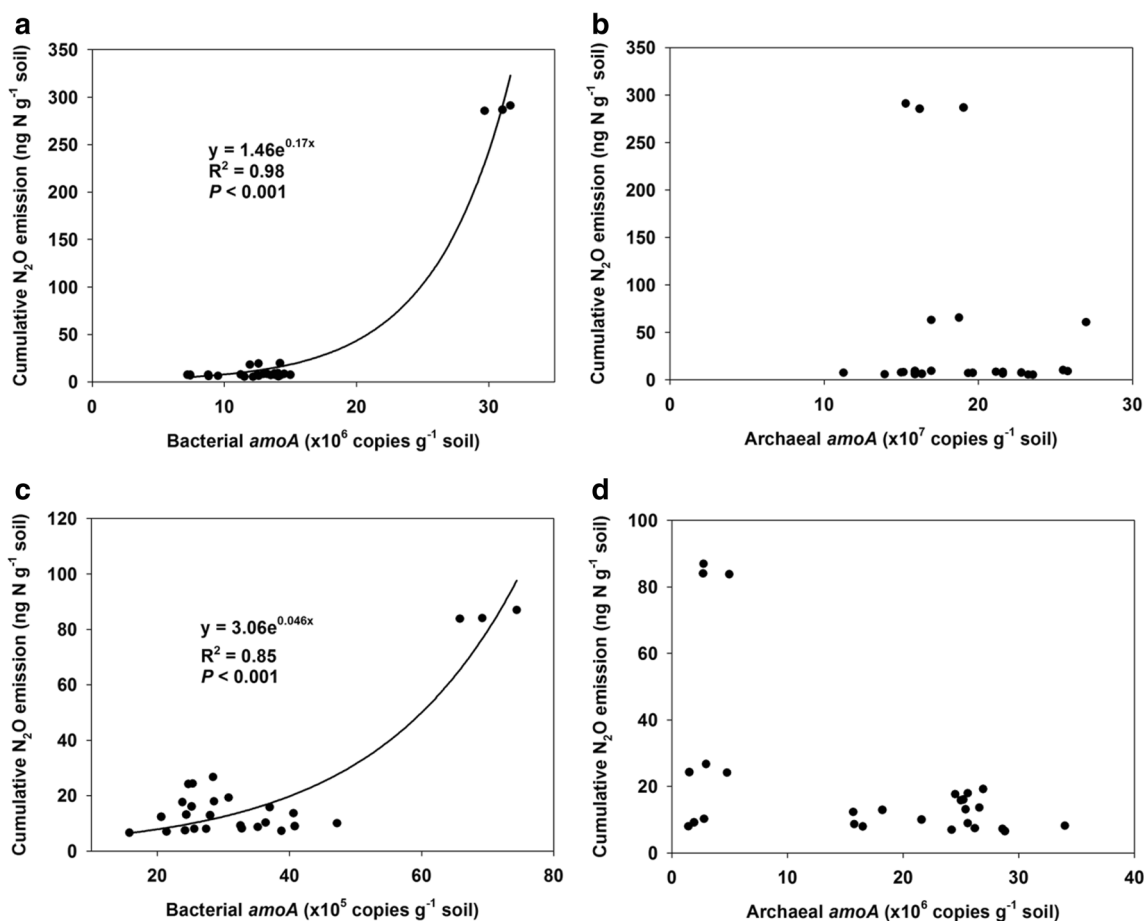 a
Cumulative N₂O emission (ng N g⁻¹ soil)
350
300
250
200
150
100
50
0
y = 1.46e⁰·¹⁷ˣ
R² = 0.98
P < 0.001
0 10 20 30
Bacterial amoA (x10⁶ copies g⁻¹ soil)
b
Cumulative N₂O emission (ng N g⁻¹ soil)
350
300
250
200
150
100
50
0
0 10 20 30
Archaeal amoA (x10⁷ copies g⁻¹ soil)
c
Cumulative N₂O emission (ng N g⁻¹ soil)
120
100
80
60
40
20
0
y = 3.06e⁰·⁰⁴⁶ˣ
R² = 0.85
P < 0.001
20 40 60 80
Bacterial amoA (x10⁵ copies g⁻¹ soil)
d
Cumulative N₂O emission (ng N g⁻¹ soil)
100
80
60
40
20
0
0 10 20 30 40
Archaeal amoA (x10⁶ copies g⁻¹ soil)